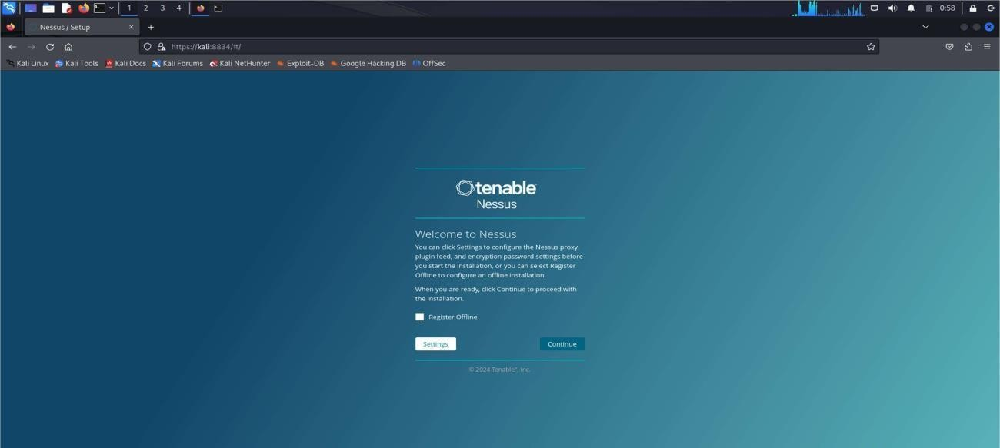 1 2 3 4 0:58
Nessus / Setup
https://kali:8834/#/
Kali Linux Kali Tools Kali Docs Kali Forums Kali NetHunter Exploit-DB Google Hacking DB OffSec
tenable
Nessus
Welcome to Nessus
You can click Settings to configure the Nessus proxy,
plugin feed, and encryption password settings before
you start the installation, or you can select Register
Offline to configure an offline installation.
When you are ready, click Continue to proceed with
the installation.
Register Offline
Settings Continue
© 2024 Tenable™, Inc.